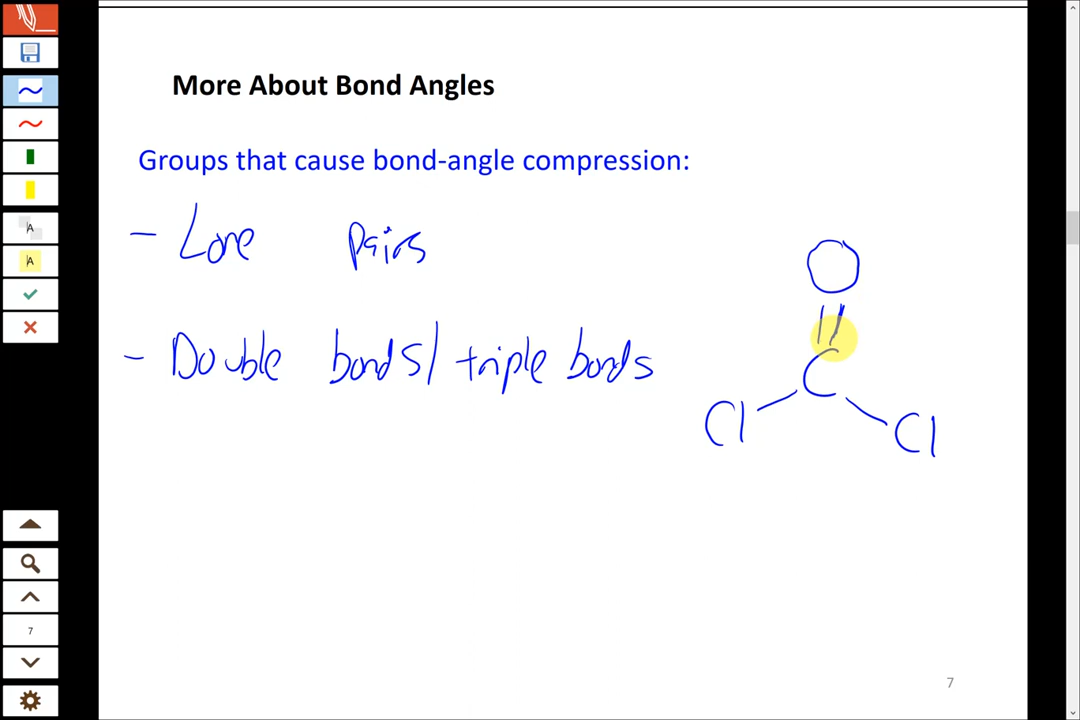 More About Bond Angles
Groups that cause bond-angle compression:
- Lone pairs
- Double bonds/triple bonds
O
C
Cl Cl
A
A
7
7